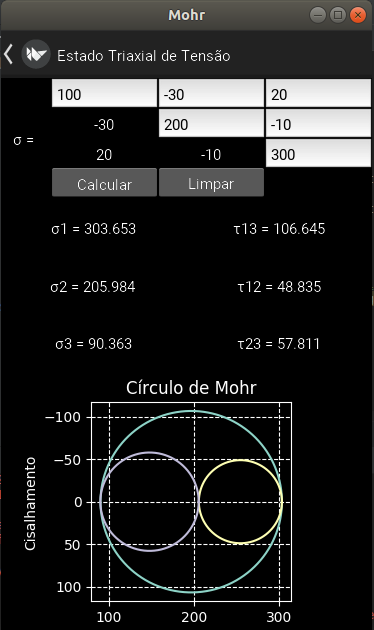 Mohr
Estado Triaxial de Tensão
100 -30 20
-30 200 -10
σ =
20 -10 300
Calcular Limpar
σ1 = 303.653 τ13 = 106.645
σ2 = 205.984 τ12 = 48.835
σ3 = 90.363 τ23 = 57.811
Círculo de Mohr
−100
−50
0
50
100
Cisalhamento
100 200 300